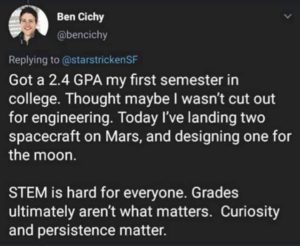 Ben Cichy
@bencichy
Replying to @starstrickenSF
Got a 2.4 GPA my first semester in
college. Thought maybe I wasn't cut out
for engineering. Today I've landing two
spacecraft on Mars, and designing one for
the moon.
STEM is hard for everyone. Grades
ultimately aren't what matters. Curiosity
and persistence matter.